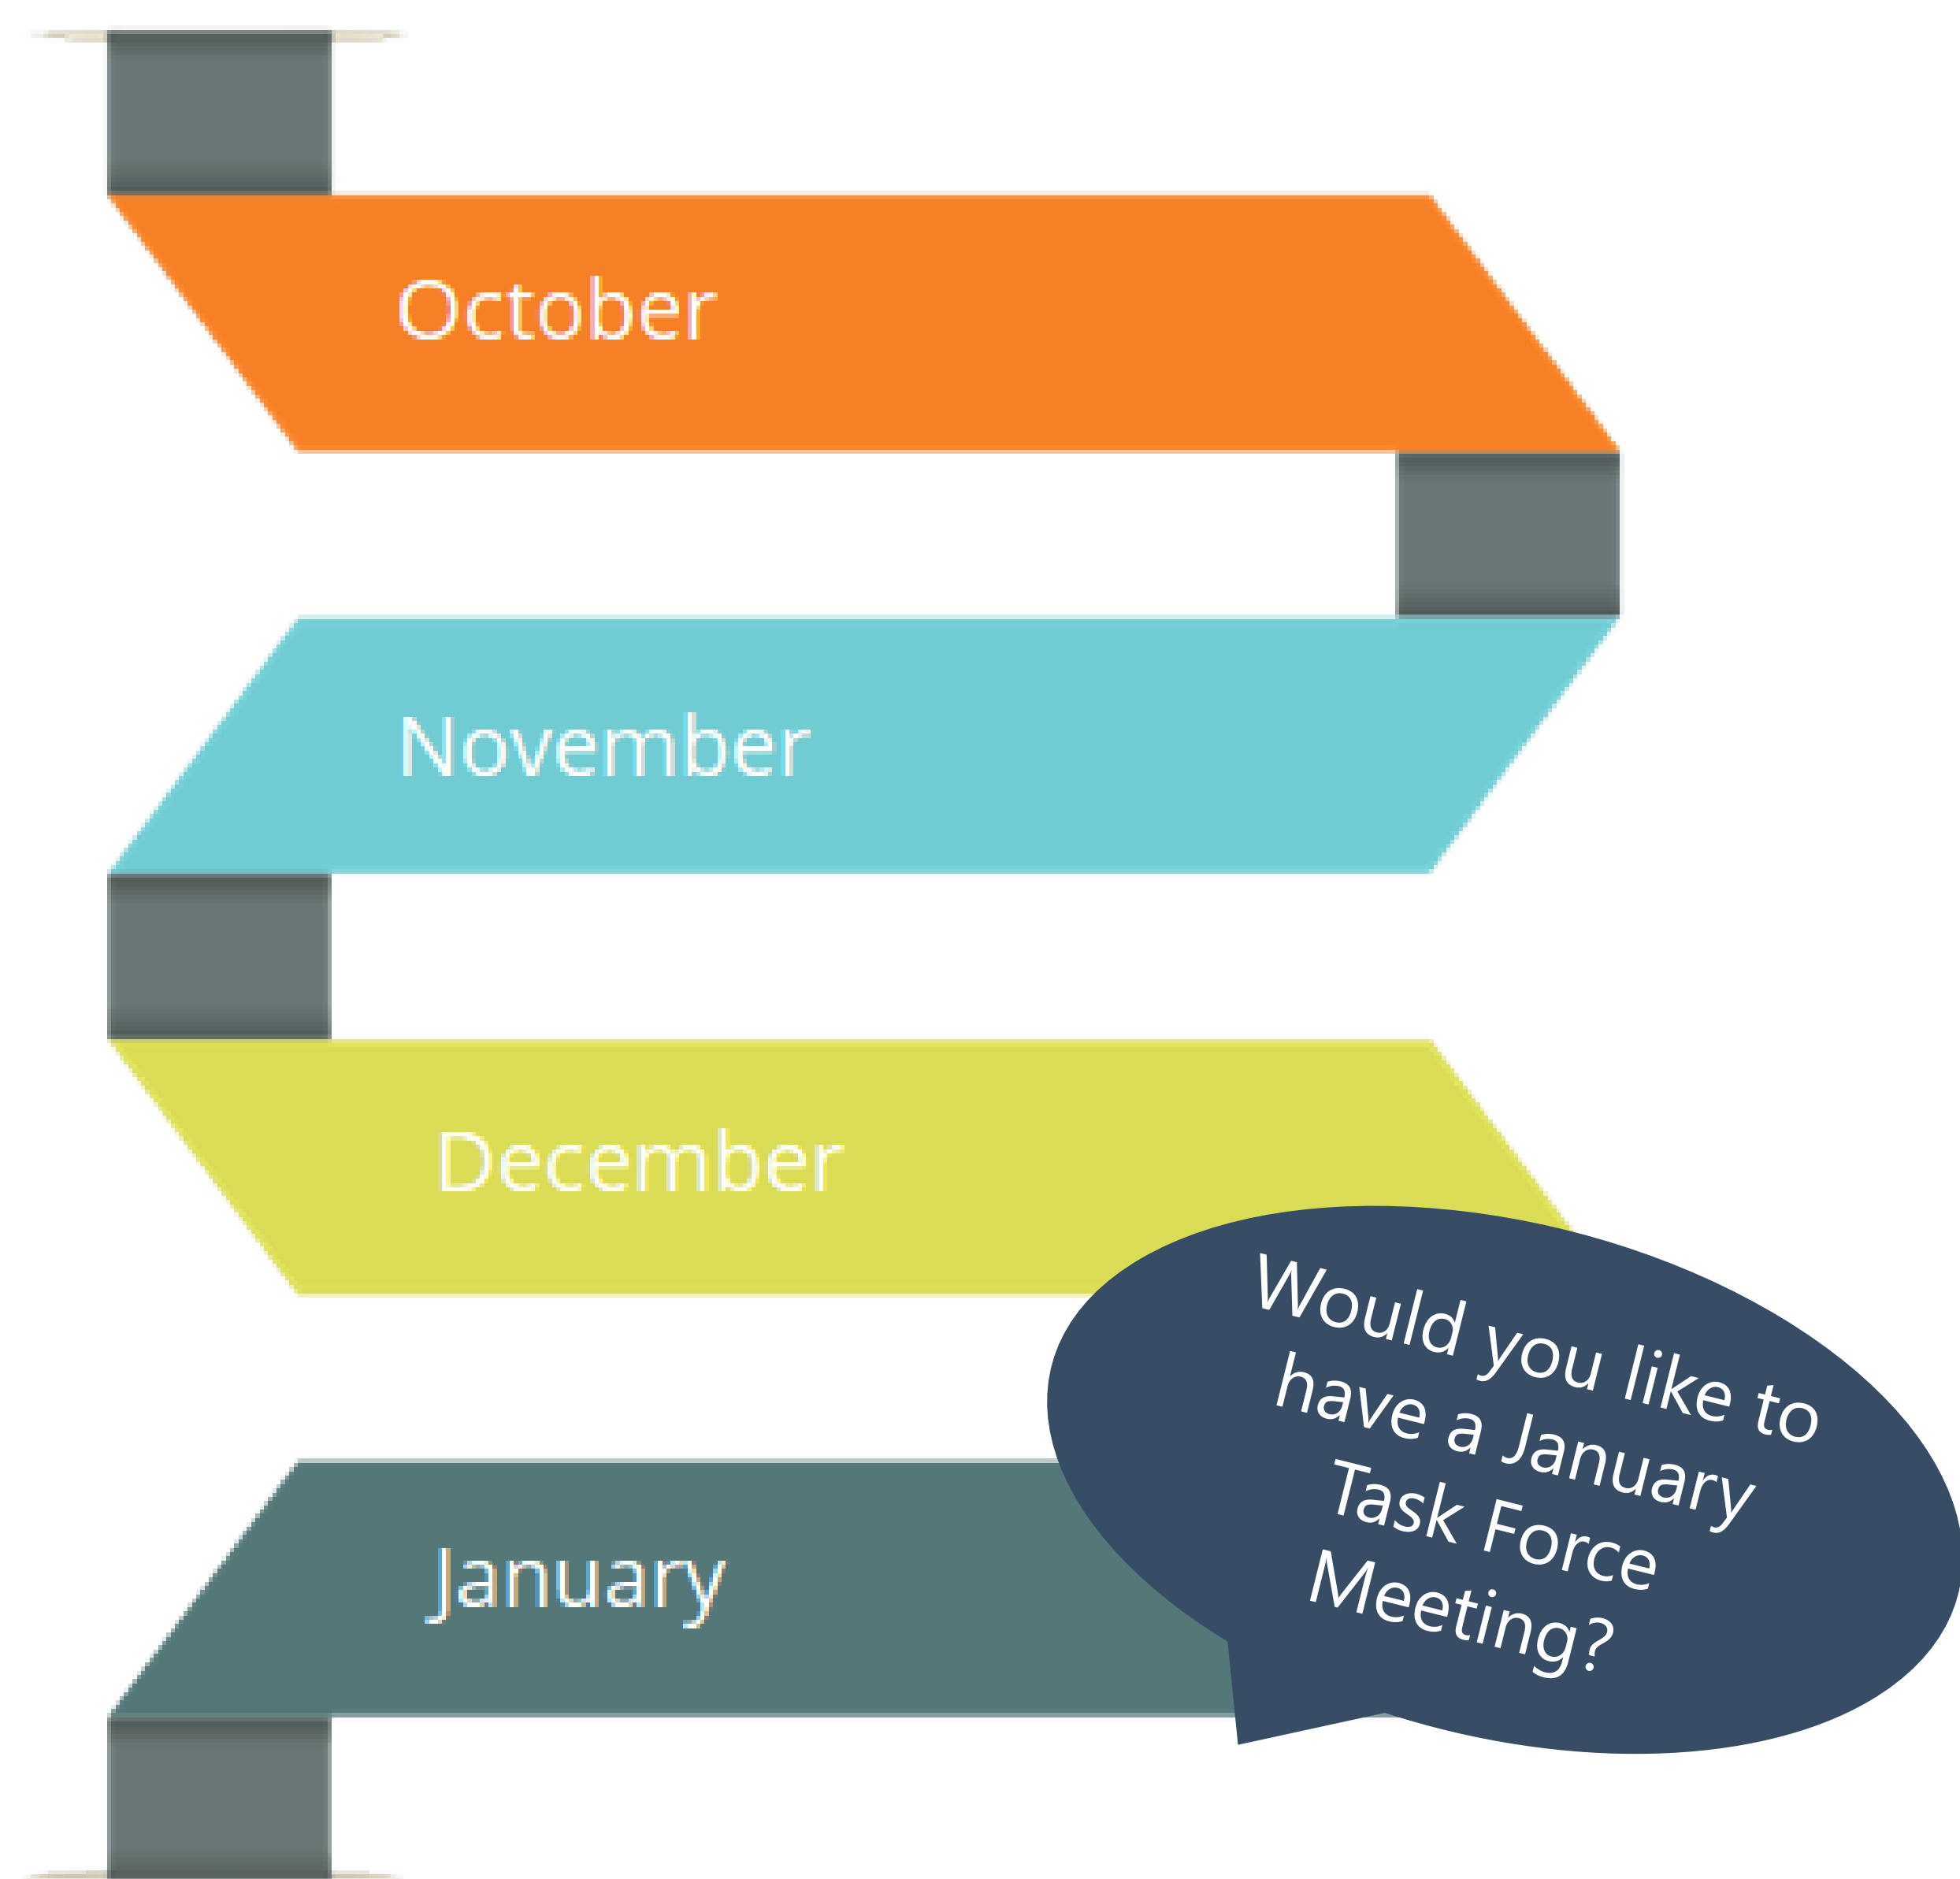 October
November
December
Would you like to
have a January
Task Force
Meeting?
January